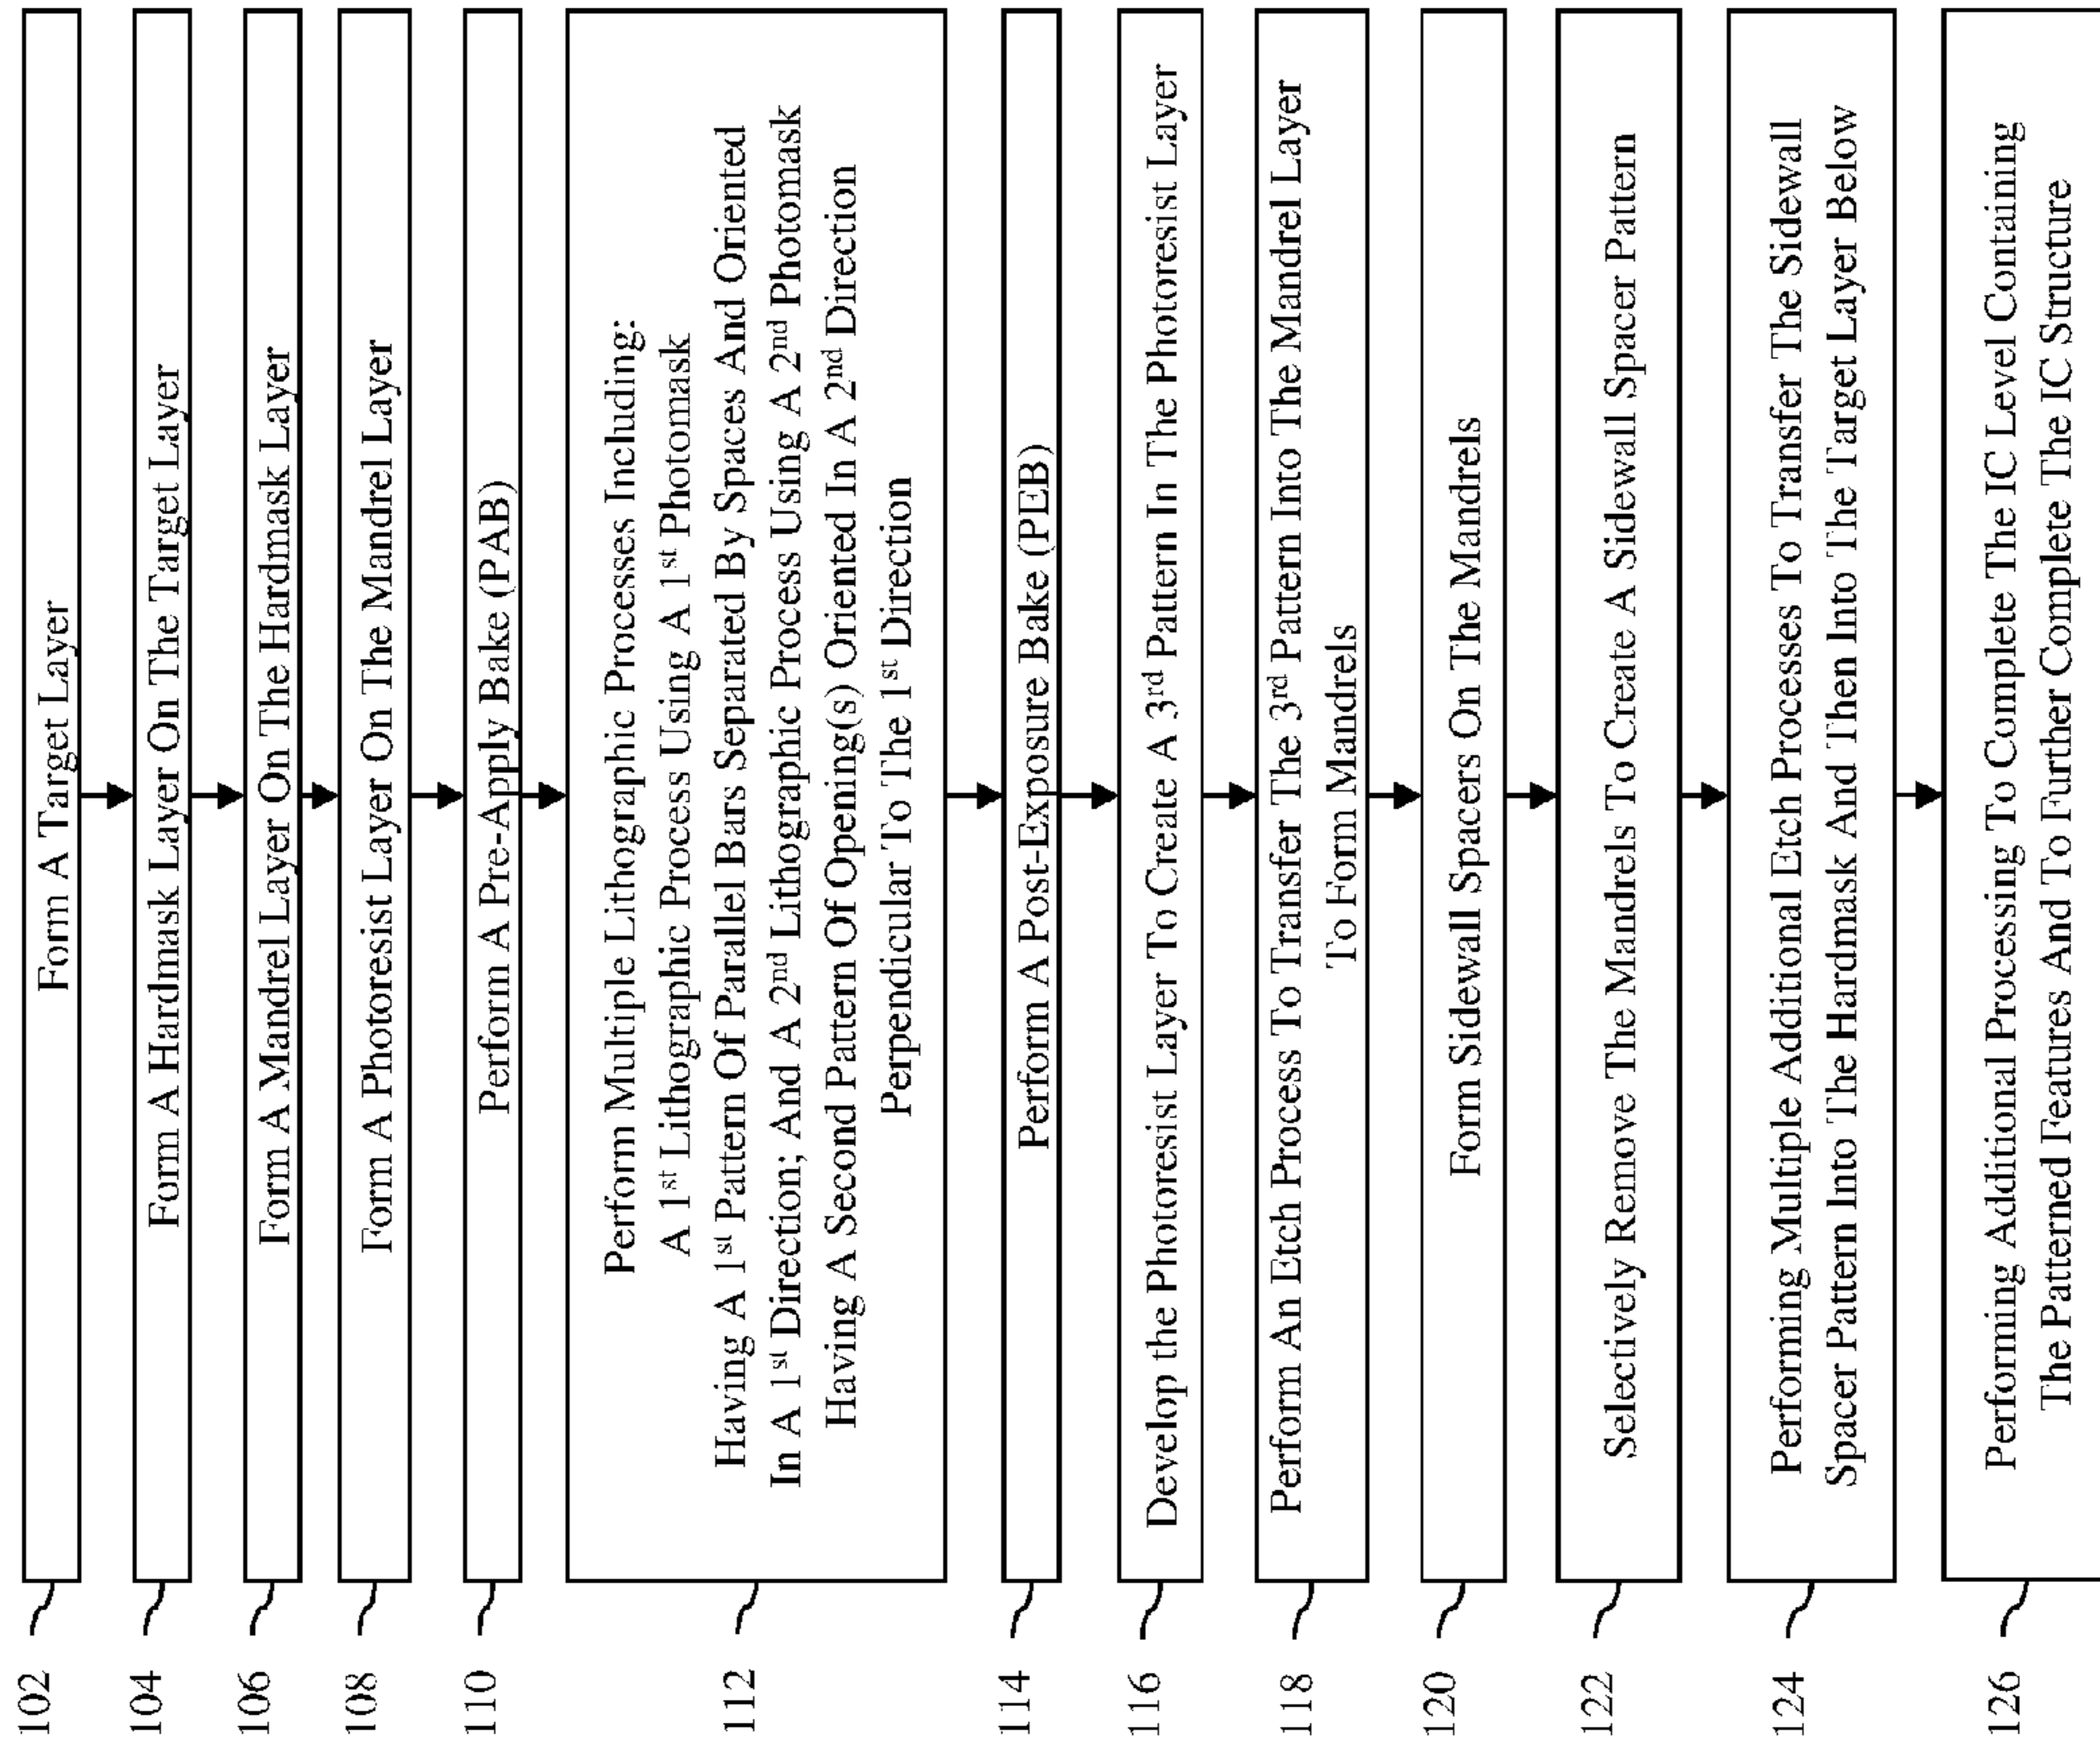 102
Form A Target Layer
104
Form A Hardmask Layer On The Target Layer
106
Form A Mandrel Layer On The Hardmask Layer
108
Form A Photoresist Layer On The Mandrel Layer
110
Perform A Pre-Apply Bake (PAB)
112
Perform Multiple Lithographic Processes Including:
A 1st Lithographic Process Using A 1st Photomask
Having A 1st Pattern Of Parallel Bars Separated By Spaces And Oriented
In A 1st Direction; And A 2nd Lithographic Process Using A 2nd Photomask
Having A Second Pattern Of Opening(s) Oriented In A 2nd Direction
Perpendicular To The 1st Direction
114
Perform A Post-Exposure Bake (PEB)
116
Develop the Photoresist Layer To Create A 3rd Pattern In The Photoresist Layer
118
Perform An Etch Process To Transfer The 3rd Pattern Into The Mandrel Layer
To Form Mandrels
120
Form Sidewall Spacers On The Mandrels
122
Selectively Remove The Mandrels To Create A Sidewall Spacer Pattern
124
Performing Multiple Additional Etch Processes To Transfer The Sidewall
Spacer Pattern Into The Hardmask And Then Into The Target Layer Below
126
Performing Additional Processing To Complete The IC Level Containing
The Patterned Features And To Further Complete The IC Structure